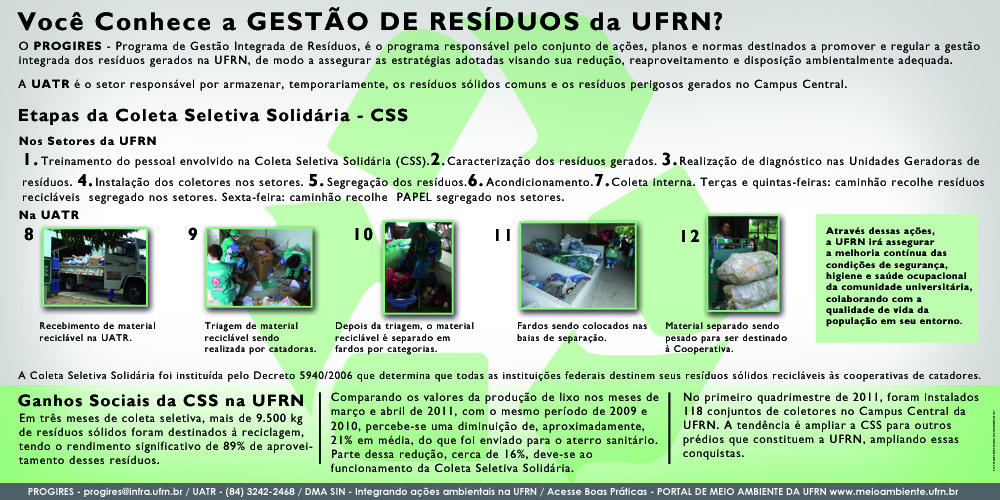 Você Conhece a GESTÃO DE RESÍDUOS da UFRN?
O PROGIRES - Programa de Gestão Integrada de Resíduos, é o programa responsável pelo conjunto de ações, planos e normas destinados a promover e regular a gestão
integrada dos resíduos gerados na UFRN, de modo a assegurar as estratégias adotadas visando sua redução, reaproveitamento e disposição ambientalmente adequada.
A UATR é o setor responsável por armazenar, temporariamente, os resíduos sólidos comuns e os resíduos perigosos gerados no Campus Central.
Etapas da Coleta Seletiva Solidária - CSS
Nos Setores da UFRN
1. Treinamento do pessoal envolvido na Coleta Seletiva Solidária (CSS). 2. Caracterização dos resíduos gerados. 3. Realização de diagnóstico nas Unidades Geradoras de
resíduos. 4. Instalação dos coletores nos setores. 5. Segregação dos resíduos. 6. Acondicionamento. 7. Coleta interna. Terças e quintas-feiras: caminhão recolhe resíduos
recicláveis segregado nos setores. Sexta-feira: caminhão recolhe PAPEL segregado nos setores.
Na UATR
8
Recebimento de material
reciclável na UATR.
9
Triagem de material
reciclável sendo
realizada por catadoras.
10
Depois da triagem, o material
reciclável é separado em
fardos por categorias.
11
Fardos sendo colocados nas
baias de separação.
12
Material separado sendo
pesado para ser destinado
à Cooperativa.
Através dessas ações,
a UFRN irá assegurar
a melhoria contínua das
condições de segurança,
higiene e saúde ocupacional
da comunidade universitária,
colaborando com a
qualidade de vida da
população em seu entorno.
A Coleta Seletiva Solidária foi instituída pelo Decreto 5940/2006 que determina que todas as instituições federais destinem seus resíduos sólidos recicláveis às cooperativas de catadores.
Ganhos Sociais da CSS na UFRN
Em três meses de coleta seletiva, mais de 9.500 kg
de resíduos sólidos foram destinados à reciclagem,
tendo o rendimento significativo de 89% de aprovei-
tamento desses resíduos.
Comparando os valores da produção de lixo nos meses de
março e abril de 2011, com o mesmo período de 2009 e
2010, percebe-se uma diminuição de, aproximadamente,
21% em média, do que foi enviado para o aterro sanitário.
Parte dessa redução, cerca de 16%, deve-se ao
funcionamento da Coleta Seletiva Solidária.
No primeiro quadrimestre de 2011, foram instalados
118 conjuntos de coletores no Campus Central da
UFRN. A tendência é ampliar a CSS para outros
prédios que constituem a UFRN, ampliando essas
conquistas.
PROGIRES - progires@infra.ufrn.br / UATR - (84) 3242-2468 / DMA SIN - Integrando ações ambientais na UFRN / Acesse Boas Práticas - PORTAL DE MEIO AMBIENTE DA UFRN www.meioambiente.ufrn.br